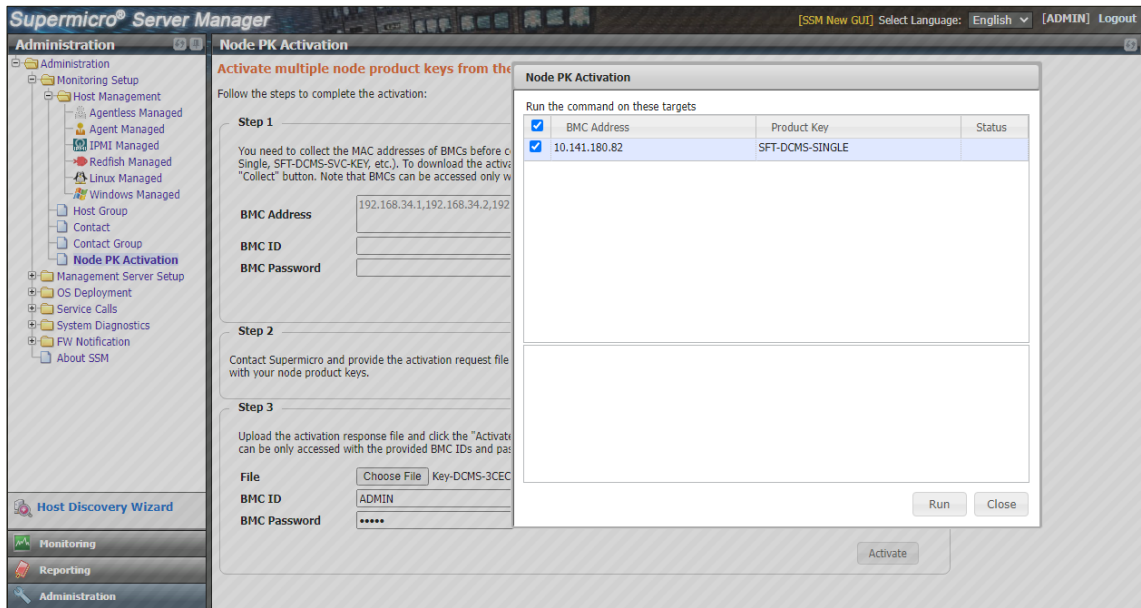 Supermicro® Server Manager
[SSM New GUI] Select Language: English [ADMIN] Logout
Administration
Administration
Monitoring Setup
Host Management
Agentless Managed
Agent Managed
IPMI Managed
Redfish Managed
Linux Managed
Windows Managed
Host Group
Contact
Contact Group
Node PK Activation
Management Server Setup
OS Deployment
Service Calls
System Diagnostics
FW Notification
About SSM
Host Discovery Wizard
Monitoring
Reporting
Administration
Node PK Activation
Activate multiple node product keys from the
Follow the steps to complete the activation:
Step 1
You need to collect the MAC addresses of BMCs before c
Single, SFT-DCMS-SVC-KEY, etc.). To download the activa
"Collect" button. Note that BMCs can be accessed only w
BMC Address 192.168.34.1,192.168.34.2,192
BMC ID
BMC Password
Step 2
Contact Supermicro and provide the activation request file
with your node product keys.
Step 3
Upload the activation response file and click the "Activate
can be only accessed with the provided BMC IDs and pas
File Choose File Key-DCMS-3CEC
BMC ID ADMIN
BMC Password •••••
Activate
Node PK Activation
Run the command on these targets
BMC Address Product Key Status
10.141.180.82 SFT-DCMS-SINGLE
Run Close